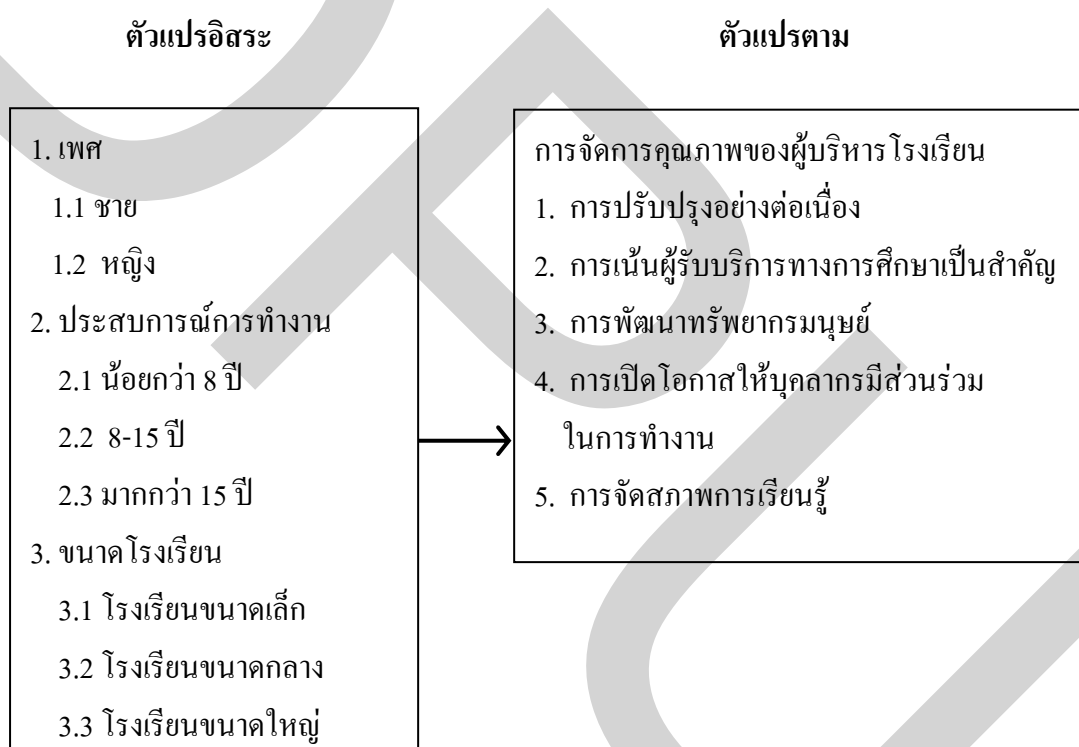 ตัวแปรอิสระ
ตัวแปรตาม
1. เพศ
1.1 ชาย
1.2 หญิง
2. ประสบการณ์การทำงาน
2.1 น้อยกว่า 8 ปี
2.2 8-15 ปี
2.3 มากกว่า 15 ปี
3. ขนาดโรงเรียน
3.1 โรงเรียนขนาดเล็ก
3.2 โรงเรียนขนาดกลาง
3.3 โรงเรียนขนาดใหญ่
การจัดการคุณภาพของผู้บริหารโรงเรียน
1. การปรับปรุงอย่างต่อเนื่อง
2. การเน้นผู้รับบริการทางการศึกษาเป็นสำคัญ
3. การพัฒนาทรัพยากรมนุษย์
4. การเปิดโอกาสให้บุคลากรมีส่วนร่วม
ในการทำงาน
5. การจัดสภาพการเรียนรู้